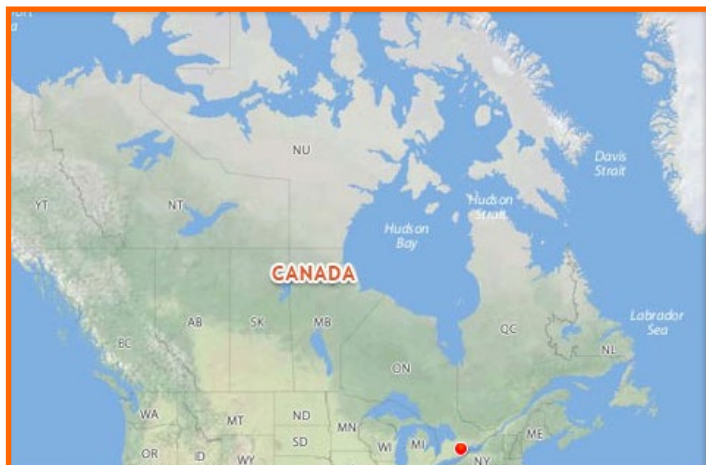 NU
Davis
Strait
YT
NT
Hudson
Strait
Hudson
Bay
CANADA
AB
SK
MB
QC
Labrador
Sea
BC
NL
ON
WA
MT
ND
MN
ME
OR
ID
WY
SD
WI
MI
NY